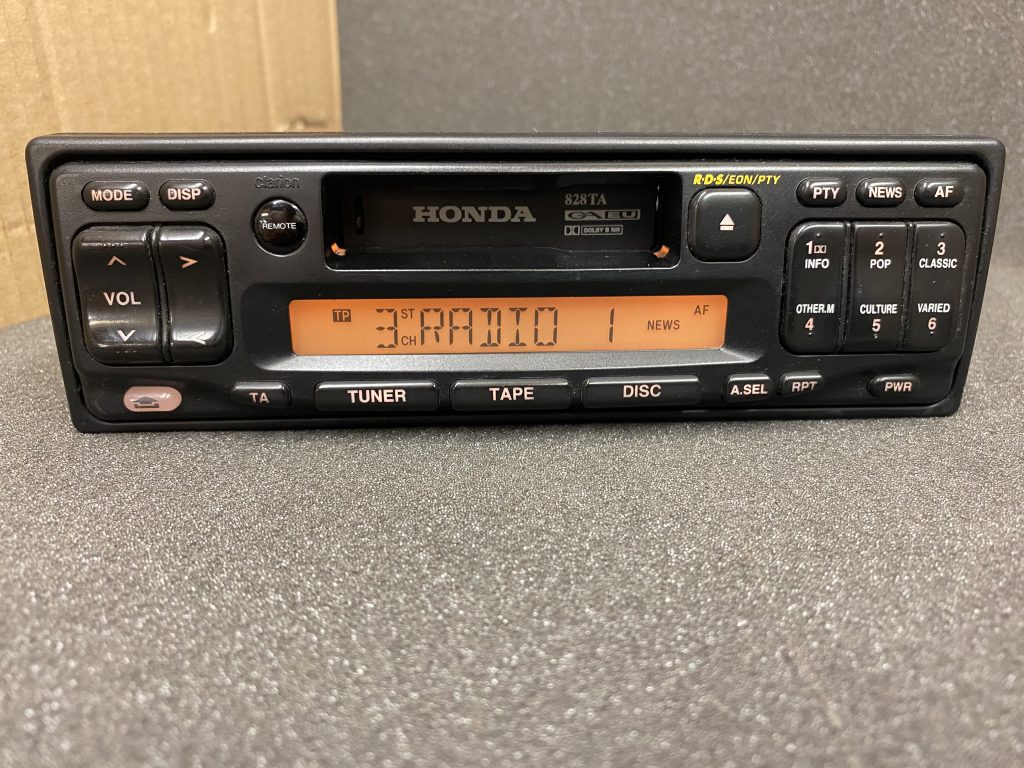 MODE DISP
clarion
REMOTE
VOL
HONDA
828TA
CA EU
DOLBY B NR
R·D·S/EON/PTY
PTY NEWS AF
1 2 3
INFO POP CLASSIC
OTHER.M CULTURE VARIED
4 5 6
TP 3 ST CH RADIO 1 NEWS AF
TA TUNER TAPE DISC A.SEL RPT PWR